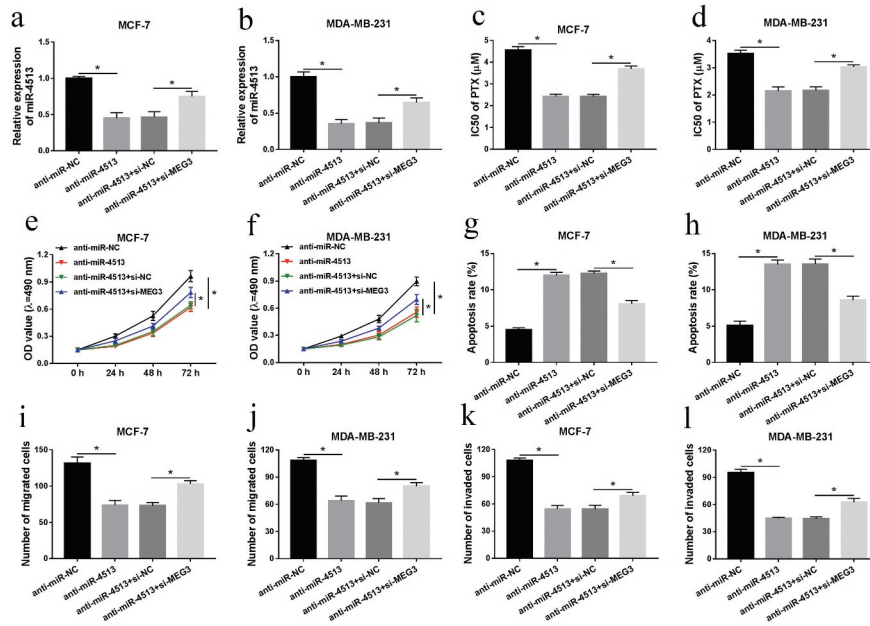 a
MCF-7
Relative expression
of miR-4513
1.5
1.0
0.5
0.0
*
*
anti-miR-NC
anti-miR-4513
anti-miR-4513+si-NC
anti-miR-4513+si-MEG3
b
MDA-MB-231
Relative expression
of miR-4513
1.5
1.0
0.5
0.0
*
*
anti-miR-NC
anti-miR-4513
anti-miR-4513+si-NC
anti-miR-4513+si-MEG3
c
MCF-7
IC50 of PTX (μM)
6
4
2
0
*
*
anti-miR-NC
anti-miR-4513
anti-miR-4513+si-NC
anti-miR-4513+si-MEG3
d
MDA-MB-231
IC50 of PTX (μM)
4
3
2
1
0
*
*
anti-miR-NC
anti-miR-4513
anti-miR-4513+si-NC
anti-miR-4513+si-MEG3
e
MCF-7
OD value (λ=490 nm)
1.2
0.9
0.6
0.3
0.0
anti-miR-NC
anti-miR-4513
anti-miR-4513+si-NC
anti-miR-4513+si-MEG3
*
*
0 h 24 h 48 h 72 h
f
MDA-MB-231
OD value (λ=490 nm)
1.2
0.9
0.6
0.3
0.0
anti-miR-NC
anti-miR-4513
anti-miR-4513+si-NC
anti-miR-4513+si-MEG3
*
*
0 h 24 h 48 h 72 h
g
MCF-7
Apoptosis rate (%)
15
10
5
0
*
*
anti-miR-NC
anti-miR-4513
anti-miR-4513+si-NC
anti-miR-4513+si-MEG3
h
MDA-MB-231
Apoptosis rate (%)
15
10
5
0
*
*
anti-miR-NC
anti-miR-4513
anti-miR-4513+si-NC
anti-miR-4513+si-MEG3
i
MCF-7
Number of migrated cells
150
100
50
0
*
*
anti-miR-NC
anti-miR-4513
anti-miR-4513+si-NC
anti-miR-4513+si-MEG3
j
MDA-MB-231
Number of migrated cells
120
90
60
30
0
*
*
anti-miR-NC
anti-miR-4513
anti-miR-4513+si-NC
anti-miR-4513+si-MEG3
k
MCF-7
Number of invaded cells
120
90
60
30
0
*
*
anti-miR-NC
anti-miR-4513
anti-miR-4513+si-NC
anti-miR-4513+si-MEG3
l
MDA-MB-231
Number of invaded cells
120
90
60
30
0
*
*
anti-miR-NC
anti-miR-4513
anti-miR-4513+si-NC
anti-miR-4513+si-MEG3